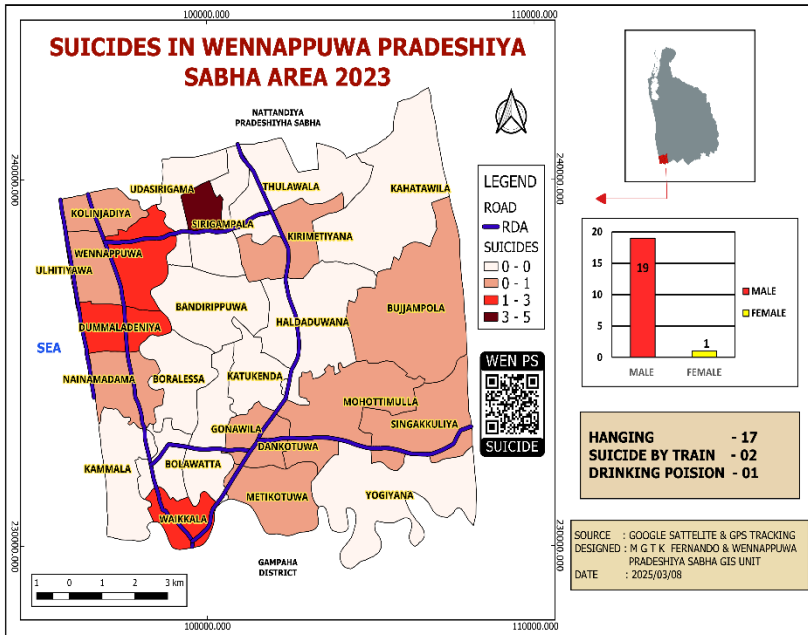 100000.000
110000.000
SUICIDES IN WENNAPPUWA PRADESHIYA
SABHA AREA 2023
NATTANDIYA
PRADESHIYHA SABHA
240000.000
240000.000
UDASIRIGAMA
THULAWALA
KAHATAWILA
KOLINJADIYA
SIRIGAMPALA
KIRIMETIYANA
WENNAPPUWA
ULHITIYAWA
BANDIRIPPUWA
BUJJAMPOLA
HALDADUWANA
DUMMALADENIYA
SEA
NAINAMADAMA
BORALESSA
KATUKENDA
MOHOTTIMULLA
GONAWILA
SINGAKKULIYA
DANKOTUWA
BOLAWATTA
KAMMALA
METIKOTUWA
YOGIYANA
WAIKKALA
GAMPAHA
DISTRICT
230000.000
230000.000
1 0 1 2 3 km
100000.000
110000.000
LEGEND
ROAD
RDA
SUICIDES
0 - 0
0 - 1
1 - 3
3 - 5
WEN PS
SUICIDE
20
15
10
5
0
19
1
MALE
FEMALE
MALE
FEMALE
HANGING - 17
SUICIDE BY TRAIN - 02
DRINKING POISION - 01
SOURCE : GOOGLE SATTELITE & GPS TRACKING
DESIGNED : M G T K FERNANDO & WENNAPPUWA
PRADESHIYA SABHA GIS UNIT
DATE : 2025/03/08